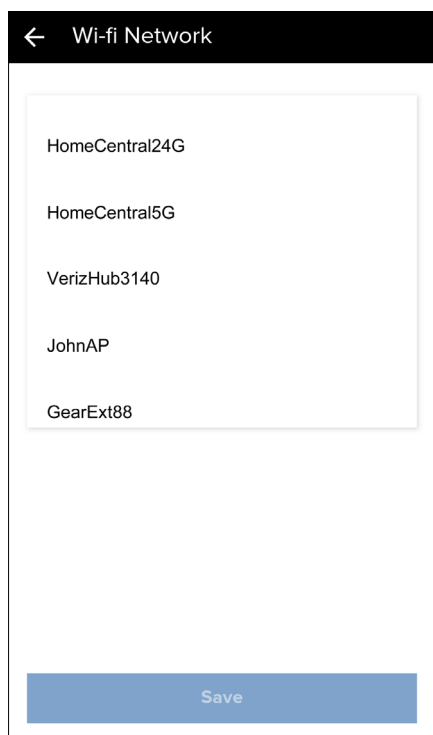 Wi-fi Network
HomeCentral24G
HomeCentral5G
VerizHub3140
JohnAP
GearExt88
Save